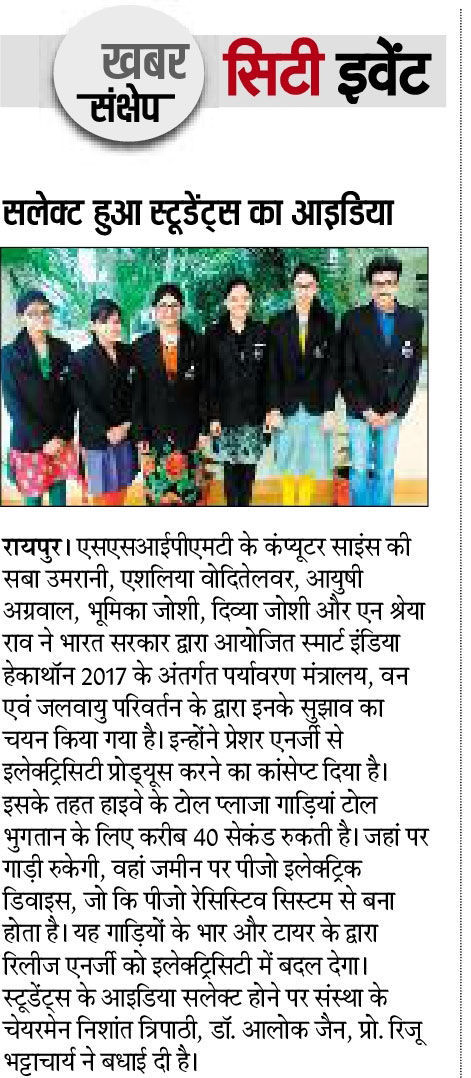 खबर
संक्षेप
सिटी इवेंट
सलेक्ट हुआ स्टूडेंट्स का आइडिया
रायपुर। एसएसआईपीएमटी के कंप्यूटर साइंस की
सबा उमरानी, एशलिया वोदितेलवर, आयुषी
अग्रवाल, भूमिका जोशी, दिव्या जोशी और एन श्रेया
राव ने भारत सरकार द्वारा आयोजित स्मार्ट इंडिया
हेकाथॉन 2017 के अंतर्गत पर्यावरण मंत्रालय, वन
एवं जलवायु परिवर्तन के द्वारा इनके सुझाव का
चयन किया गया है। इन्होंने प्रेशर एनर्जी से
इलेक्ट्रिसिटी प्रोड्यूस करने का कांसेप्ट दिया है।
इसके तहत हाइवे के टोल प्लाजा गाड़ियां टोल
भुगतान के लिए करीब 40 सेकंड रुकती है। जहां पर
गाड़ी रुकेगी, वहां जमीन पर पीजो इलेक्ट्रिक
डिवाइस, जो कि पीजो रेसिस्टिव सिस्टम से बना
होता है। यह गाड़ियों के भार और टायर के द्वारा
रिलीज एनर्जी को इलेक्ट्रिसिटी में बदल देगा।
स्टूडेंट्स के आइडिया सलेक्ट होने पर संस्था के
चेयरमेन निशांत त्रिपाठी, डॉ. आलोक जैन, प्रो. रिजू
भट्टाचार्य ने बधाई दी है।